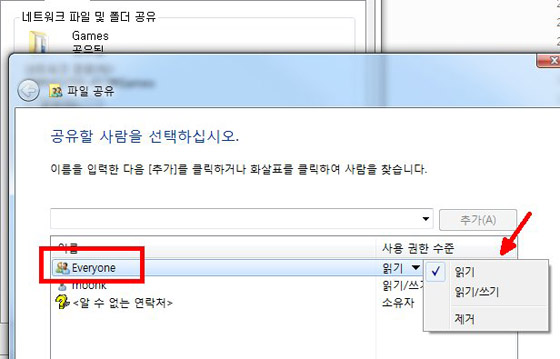 네트워크 파일 및 폴더 공유
Games
공유됨
파일 공유
공유할 사람을 선택하십시오.
이름을 입력한 다음 [추가]를 클릭하거나 화살표를 클릭하여 사람을 찾습니다.
추가(A)
이름 사용 권한 수준
Everyone 읽기
moonk 읽기/쓰기
<알 수 없는 연락처> 소유자
읽기
읽기/쓰기
제거